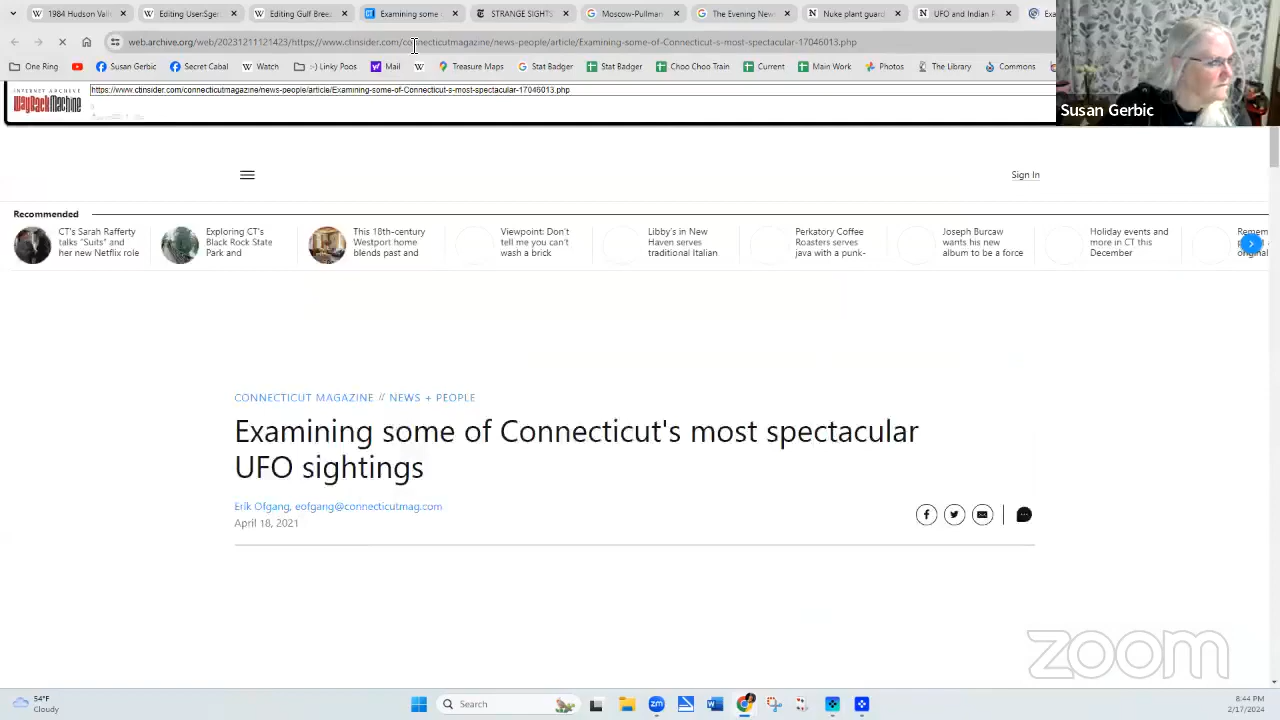 1984 Hudson Val
Editing User:Sger
Editing Gulf Bree
Examining some
STRANGE SIGHTS
Moscow-Pullman
The Evening New
Nuke plant guard
UFO and Indian P
Exa
web.archive.org/web/20231211121423/https://www.ctinsider.com/connecticutmagazine/news-people/article/Examining-some-of-Connecticut-s-most-spectacular-17046013.php
One Ring
Susan Gerbic
Secret Cabal
Watch
:-) Linky Pool
Mail
Treasure Maps
Stat Badger
Stat Badger
Choo Choo Train
Current
Main Work
Photos
The Library
Commons
INTERNET ARCHIVE
WayBackMachine
https://www.ctinsider.com/connecticutmagazine/news-people/article/Examining-some-of-Connecticut-s-most-spectacular-17046013.php
Susan Gerbic
Sign In
Recommended
CT's Sarah Rafferty
talks "Suits" and
her new Netflix role
Exploring CT's
Black Rock State
Park and
This 18th-century
Westport home
blends past and
Viewpoint: Don't
tell me you can't
wash a brick
Libby's in New
Haven serves
traditional Italian
Perkatory Coffee
Roasters serves
java with a punk-
Joseph Burcaw
wants his new
album to be a force
Holiday events and
more in CT this
December
CONNECTICUT MAGAZINE // NEWS + PEOPLE
Examining some of Connecticut's most spectacular
UFO sightings
Erik Ofgang, eofgang@connecticutmag.com
April 18, 2021
zoom
54°F
Cloudy
Search
8:44 PM
2/17/2024